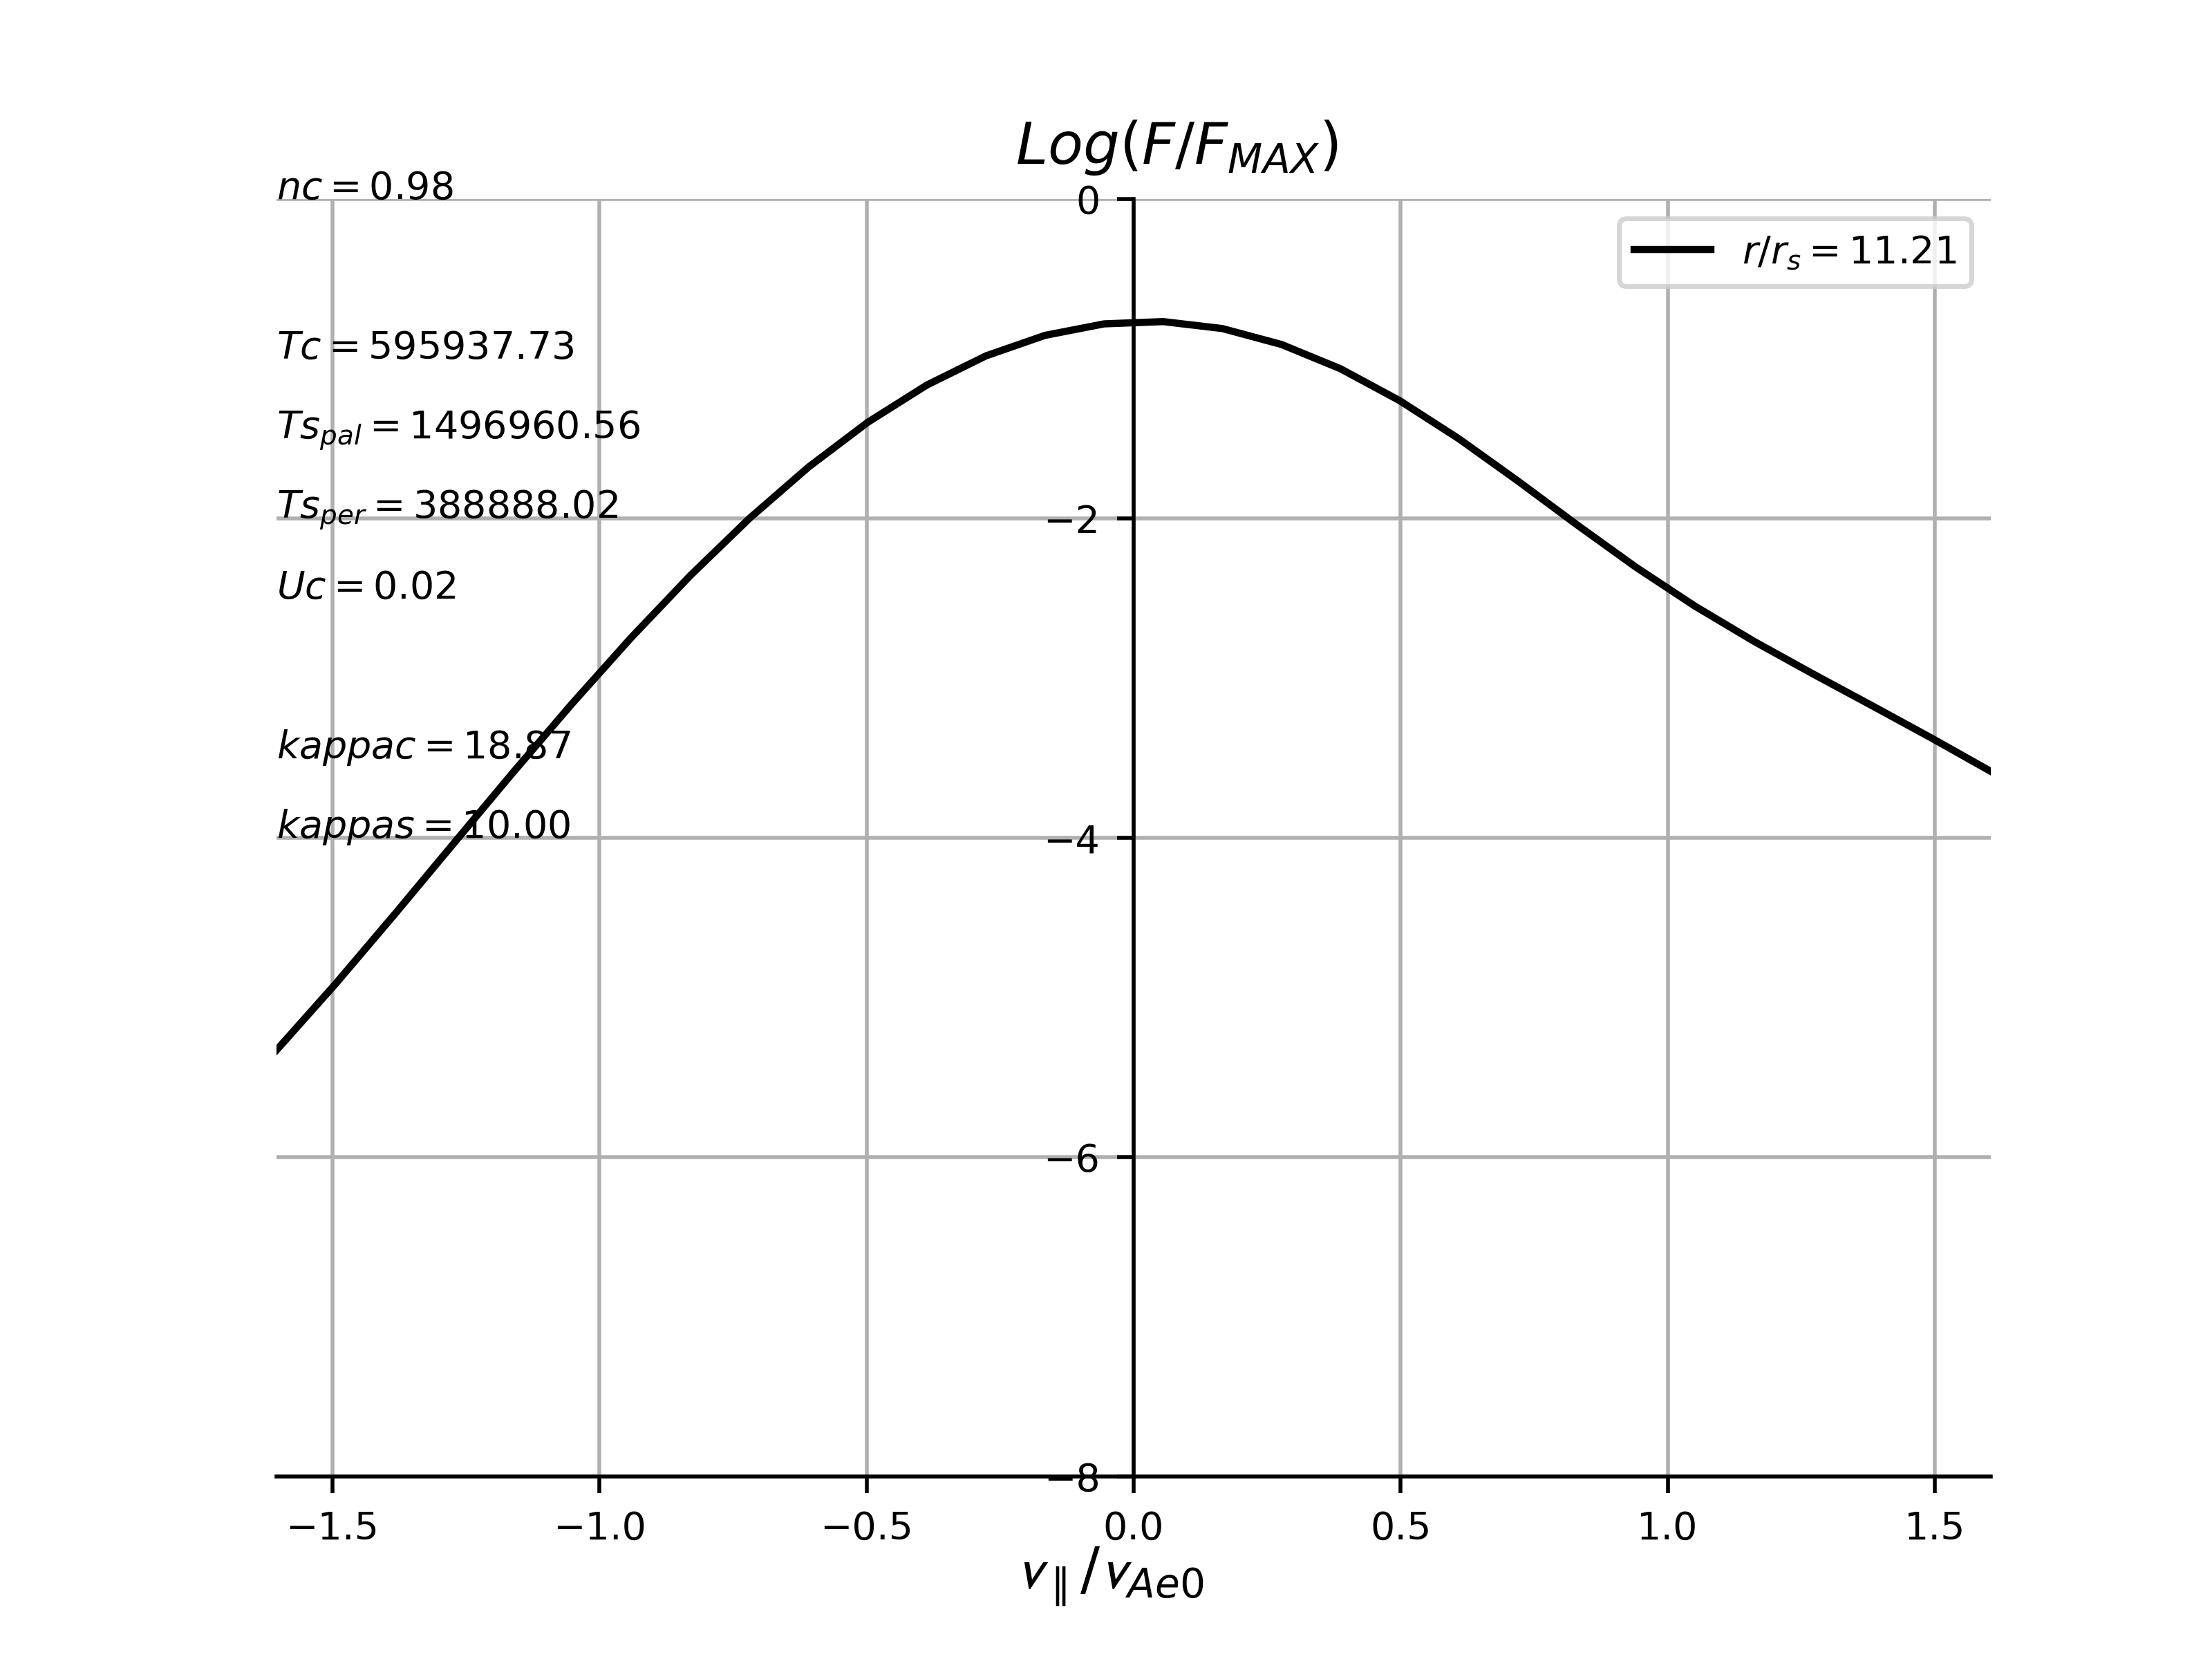 Log(F/F_MAX)
nc = 0.98
0
r/r_s = 11.21
Tc = 595937.73
Ts_pal = 1496960.56
Ts_per = 388888.02
−2
Uc = 0.02
kappac = 18.87
kappas = 10.00
−4
−6
−8
−1.5 −1.0 −0.5 0.0 0.5 1.0 1.5
v_∥/v_Ae0